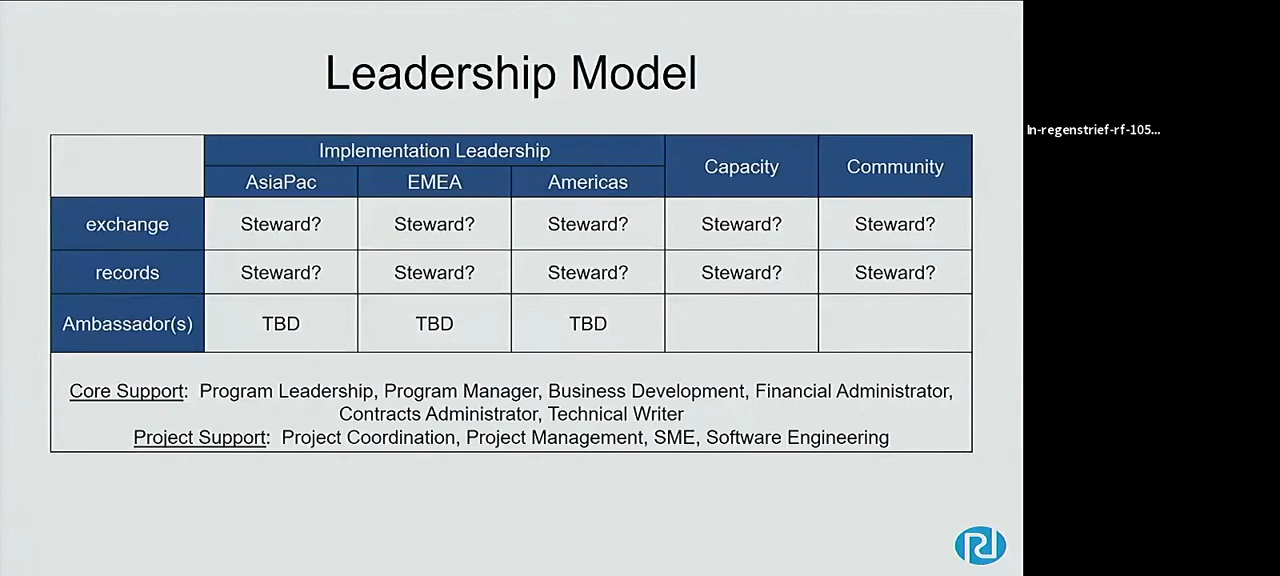 Leadership Model
Implementation Leadership
Capacity
Community
AsiaPac
EMEA
Americas
exchange
Steward?
Steward?
Steward?
Steward?
Steward?
records
Steward?
Steward?
Steward?
Steward?
Steward?
Ambassador(s)
TBD
TBD
TBD
Core Support: Program Leadership, Program Manager, Business Development, Financial Administrator,
Contracts Administrator, Technical Writer
Project Support: Project Coordination, Project Management, SME, Software Engineering
In-regenstrief-rf-105...